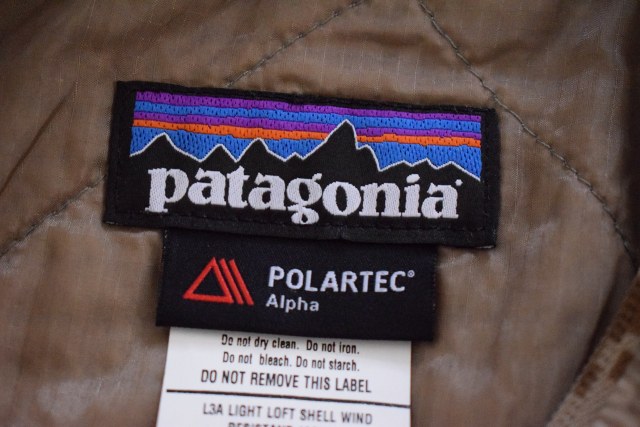 patagonia®
POLARTEC®
Alpha
Do not dry clean. Do not iron.
Do not bleach. Do not starch.
DO NOT REMOVE THIS LABEL
L3A LIGHT LOFT SHELL WIND